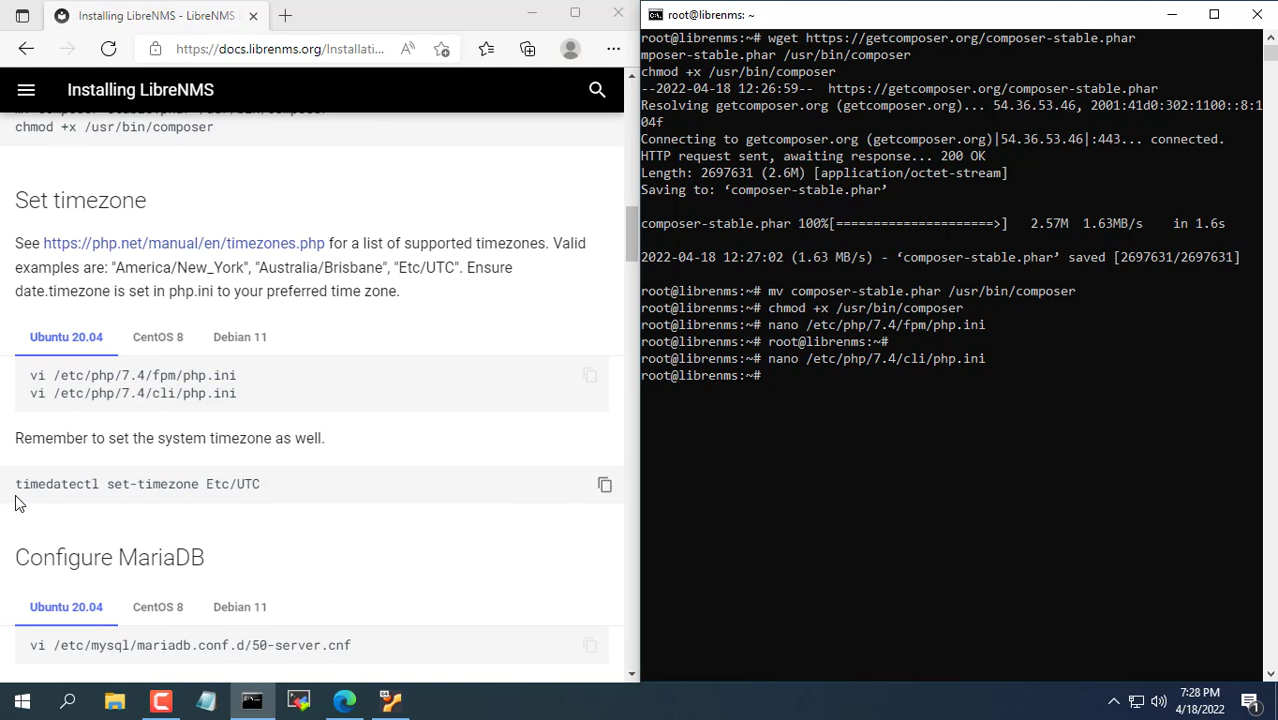 Installing LibreNMS - LibreNMS
https://docs.librenms.org/Installati...
Installing LibreNMS
chmod +x /usr/bin/composer
Set timezone
See https://php.net/manual/en/timezones.php for a list of supported timezones. Valid
examples are: "America/New_York", "Australia/Brisbane", "Etc/UTC". Ensure
date.timezone is set in php.ini to your preferred time zone.
Ubuntu 20.04 CentOS 8 Debian 11
vi /etc/php/7.4/fpm/php.ini
vi /etc/php/7.4/cli/php.ini
Remember to set the system timezone as well.
timedatectl set-timezone Etc/UTC
Configure MariaDB
Ubuntu 20.04 CentOS 8 Debian 11
vi /etc/mysql/mariadb.conf.d/50-server.cnf
root@librenms: ~
root@librenms:~# wget https://getcomposer.org/composer-stable.phar
mposer-stable.phar /usr/bin/composer
chmod +x /usr/bin/composer
--2022-04-18 12:26:59-- https://getcomposer.org/composer-stable.phar
Resolving getcomposer.org (getcomposer.org)... 54.36.53.46, 2001:41d0:302:1100::8:1
04f
Connecting to getcomposer.org (getcomposer.org)|54.36.53.46|:443... connected.
HTTP request sent, awaiting response... 200 OK
Length: 2697631 (2.6M) [application/octet-stream]
Saving to: ‘composer-stable.phar’
composer-stable.phar 100%[=====================>] 2.57M 1.63MB/s in 1.6s
2022-04-18 12:27:02 (1.63 MB/s) - ‘composer-stable.phar’ saved [2697631/2697631]
root@librenms:~# mv composer-stable.phar /usr/bin/composer
root@librenms:~# chmod +x /usr/bin/composer
root@librenms:~# nano /etc/php/7.4/fpm/php.ini
root@librenms:~# root@librenms:~#
root@librenms:~# nano /etc/php/7.4/cli/php.ini
root@librenms:~#
7:28 PM
4/18/2022